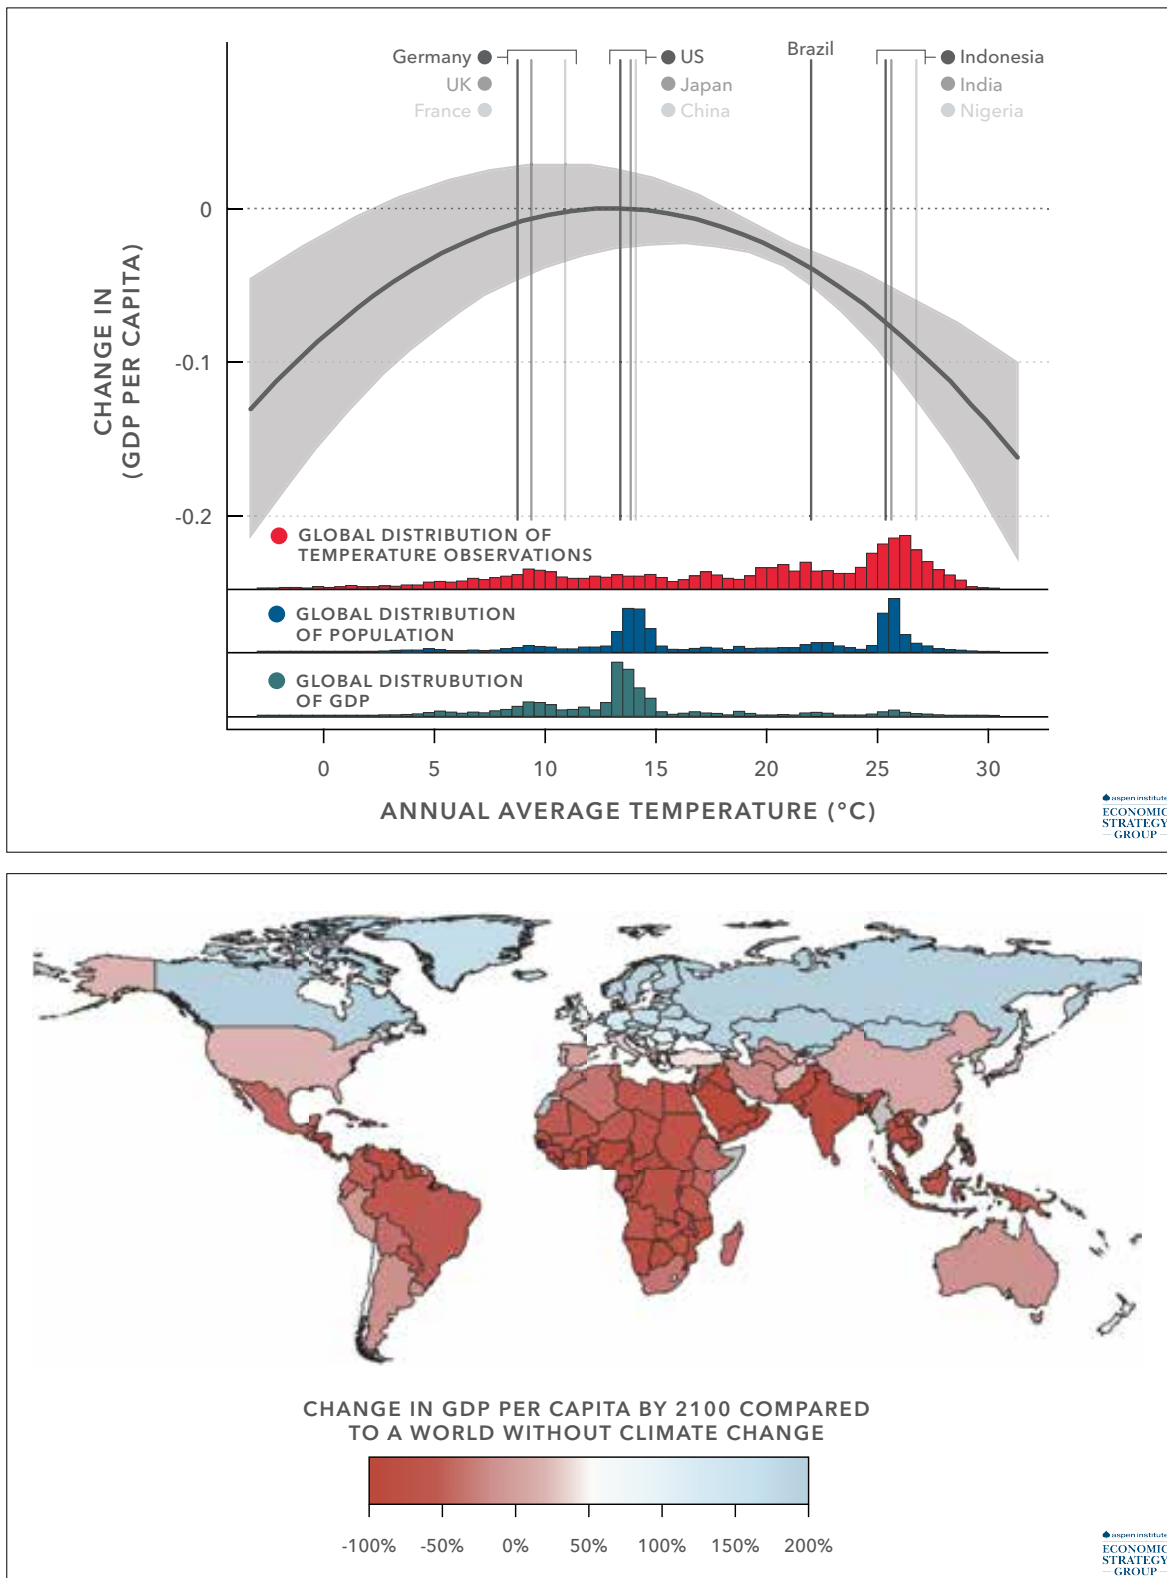 Germany
US
Brazil
Indonesia
UK
Japan
India
France
China
Nigeria
0
-0.1
-0.2
CHANGE IN
(GDP PER CAPITA)
GLOBAL DISTRIBUTION OF
TEMPERATURE OBSERVATIONS
GLOBAL DISTRIBUTION
OF POPULATION
GLOBAL DISTRUBUTION
OF GDP
0 5 10 15 20 25 30
ANNUAL AVERAGE TEMPERATURE (°C)
aspen institute
ECONOMIC
STRATEGY
GROUP
CHANGE IN GDP PER CAPITA BY 2100 COMPARED
TO A WORLD WITHOUT CLIMATE CHANGE
-100% -50% 0% 50% 100% 150% 200%
aspen institute
ECONOMIC
STRATEGY
GROUP